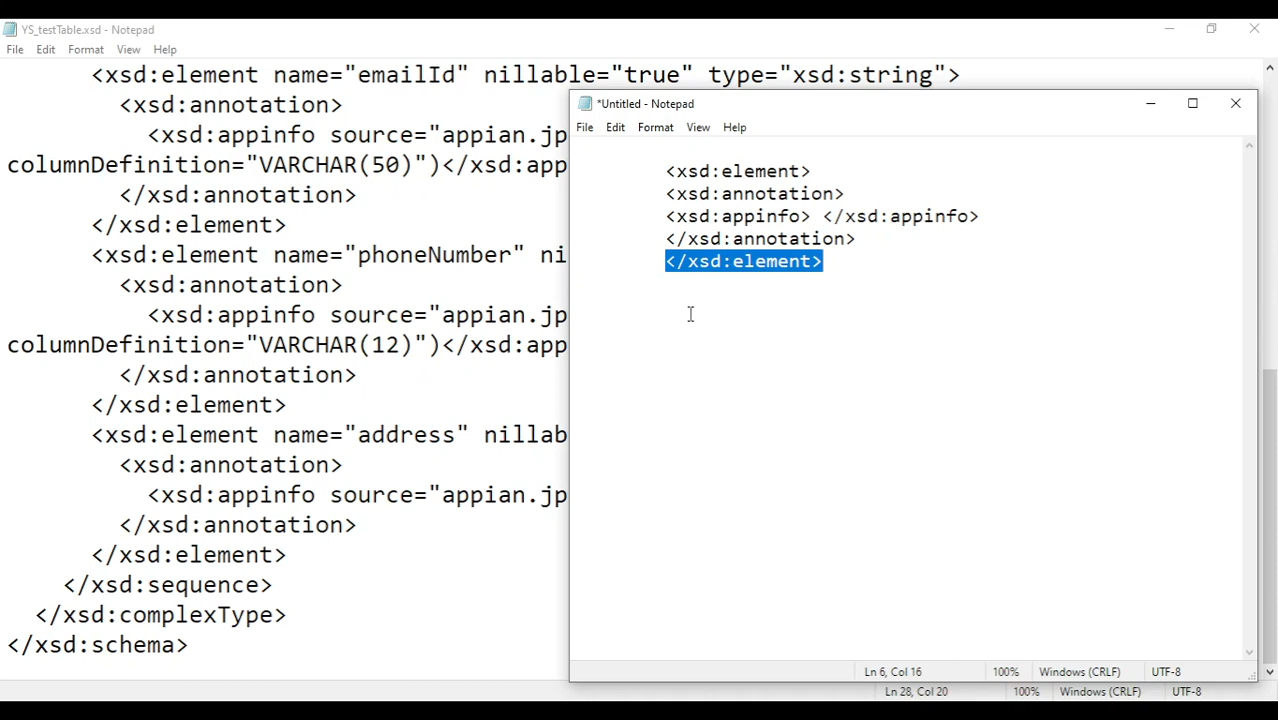 YS_testTable.xsd - Notepad
File Edit Format View Help
<xsd:element name="emailId" nillable="true" type="xsd:string">
<xsd:annotation>
<xsd:appinfo source="appian.jp
columnDefinition="VARCHAR(50)")</xsd:app
</xsd:annotation>
</xsd:element>
<xsd:element name="phoneNumber" ni
<xsd:annotation>
<xsd:appinfo source="appian.jp
columnDefinition="VARCHAR(12)")</xsd:app
</xsd:annotation>
</xsd:element>
<xsd:element name="address" nillab
<xsd:annotation>
<xsd:appinfo source="appian.jp
</xsd:annotation>
</xsd:element>
</xsd:sequence>
</xsd:complexType>
</xsd:schema>
Ln 28, Col 20 100% Windows (CRLF) UTF-8
*Untitled - Notepad
File Edit Format View Help
<xsd:element>
<xsd:annotation>
<xsd:appinfo> </xsd:appinfo>
</xsd:annotation>
</xsd:element>
Ln 6, Col 16 100% Windows (CRLF) UTF-8